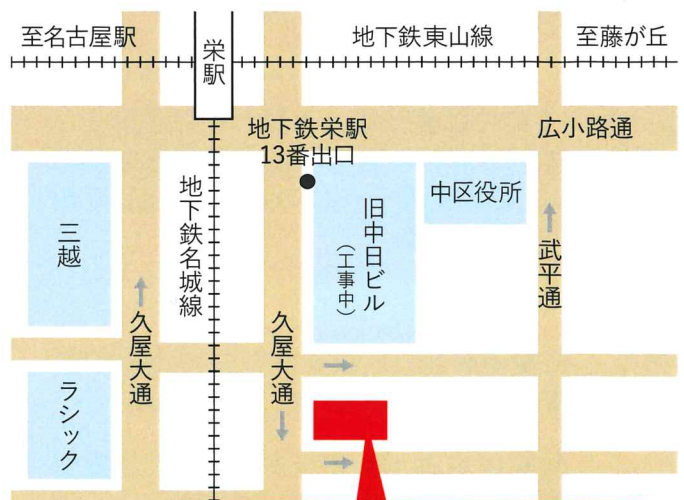 至名古屋駅
栄駅
地下鉄東山線
至藤が丘
地下鉄栄駅
13番出口
広小路通
三越
地下鉄名城線
旧中日ビル
(工事中)
中区役所
武平通
久屋大通
久屋大通
ラシック